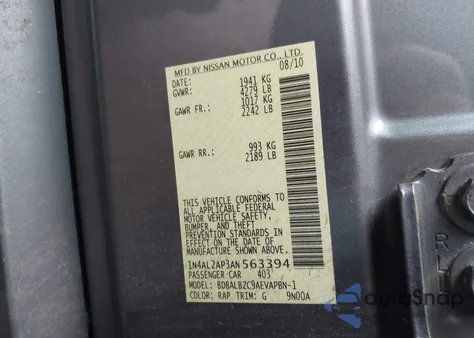 MFD BY NISSAN MOTOR CO., LTD.
DATE: 08/10
GVWR: 1941 KG
4279 LB
GAWR FR.: 1017 KG
2242 LB
GAWR RR.: 993 KG
2189 LB
THIS VEHICLE CONFORMS TO
ALL APPLICABLE FEDERAL
MOTOR VEHICLE SAFETY,
BUMPER, AND THEFT
PREVENTION STANDARDS
IN EFFECT ON THE DATE OF
MANUFACTURE SHOWN ABOVE.
1N4AL2AP3AN563394
PASSENGER CAR 403
MODEL: BDBALBZC9AEVAPBN-1
COLOR: RAP TRIM: G 9N00A
R L
AutoSnap